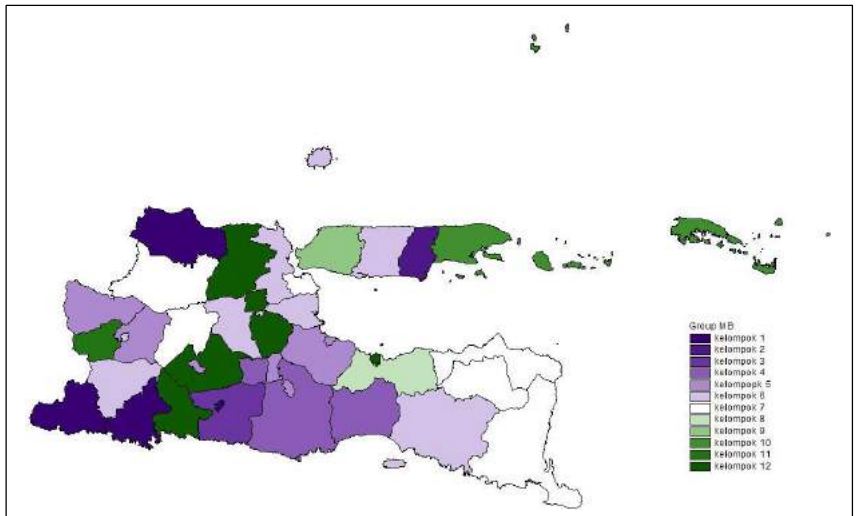 Group MB
kelompok 1
kelompok 2
kelompok 3
kelompok 4
kelompopk 5
kelompok 6
kelompok 7
kelompok 8
kelompok 9
kelompok 10
kelompok 11
kelompok 12